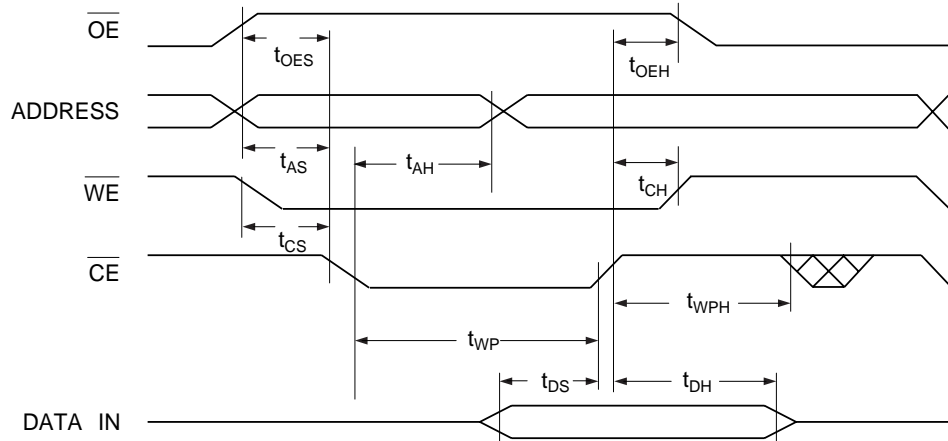 OE
tOES
tOEH
ADDRESS
tAS
tAH
WE
tCH
tCS
CE
tWPH
tWP
tDS
tDH
DATA IN